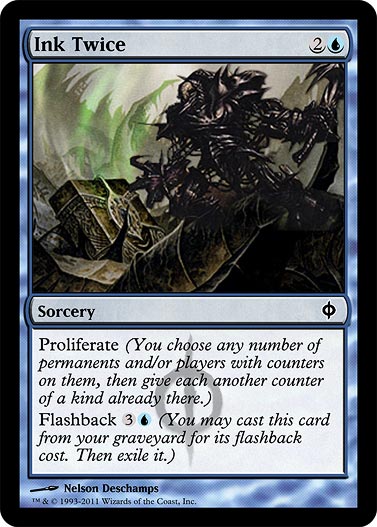 Ink Twice 2
Sorcery
Proliferate (You choose any number of
permanents and/or players with counters
on them, then give each another counter
of a kind already there.)
Flashback 3 (You may cast this card
from your graveyard for its flashback
cost. Then exile it.)
Nelson Deschamps
™ & © 1993-2011 Wizards of the Coast, Inc.